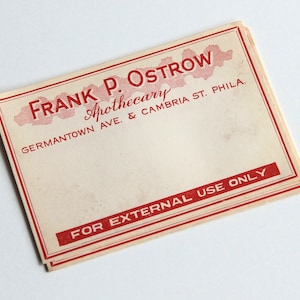 FRANK P. OSTROW
Apothecary
GERMANTOWN AVE. & CAMBRIA ST. PHILA.
FOR EXTERNAL USE ONLY